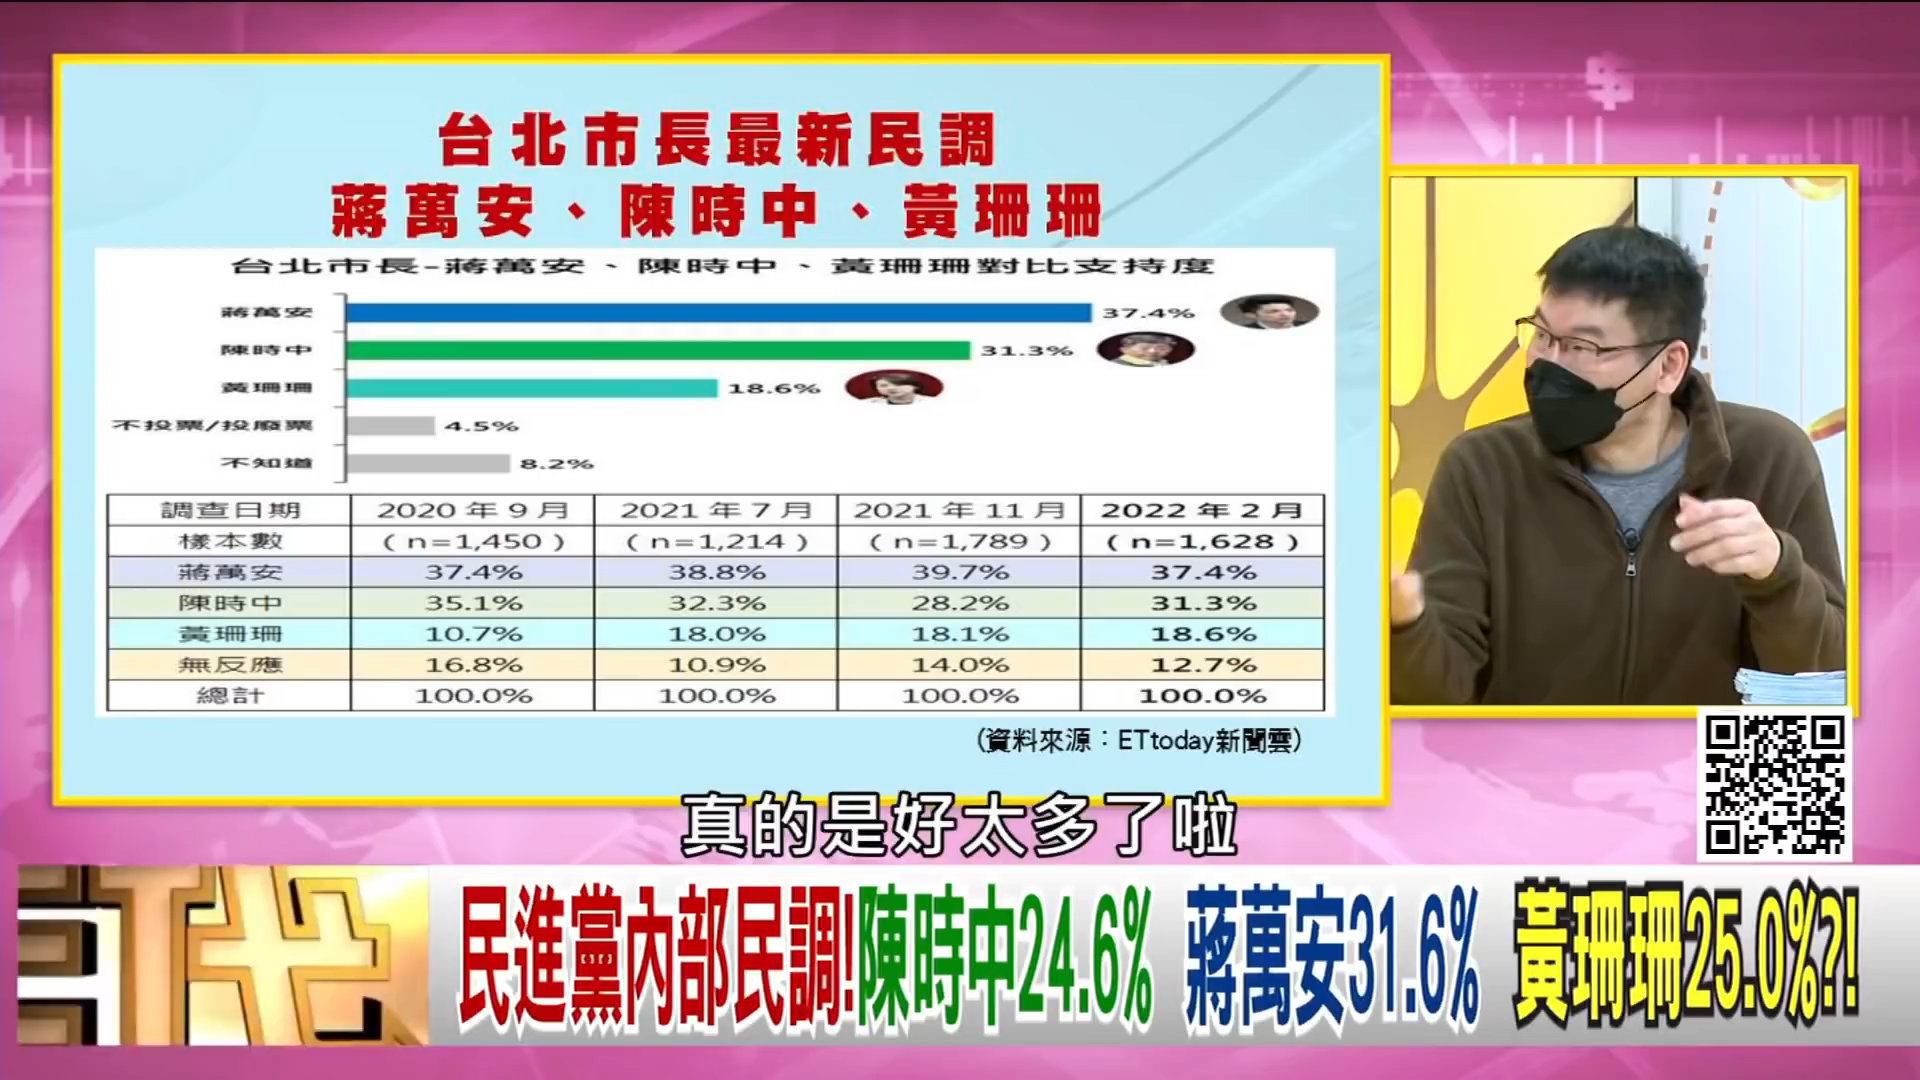 台北市長最新民調
蔣萬安、陳時中、黃珊珊
台北市長-蔣萬安、陳時中、黃珊珊對比支持度
蔣萬安 37.4%
陳時中 31.3%
黃珊珊 18.6%
不投票/投廢票 4.5%
不知道 8.2%
調查日期 2020年9月 2021年7月 2021年11月 2022年2月
樣本數 (n=1,450) (n=1,214) (n=1,789) (n=1,628)
蔣萬安 37.4% 38.8% 39.7% 37.4%
陳時中 35.1% 32.3% 28.2% 31.3%
黃珊珊 10.7% 18.0% 18.1% 18.6%
無反應 16.8% 10.9% 14.0% 12.7%
總計 100.0% 100.0% 100.0% 100.0%
(資料來源：ETtoday新聞雲)
真的是好太多了啦
民進黨內部民調!陳時中24.6% 蔣萬安31.6% 黃珊珊25.0%?!